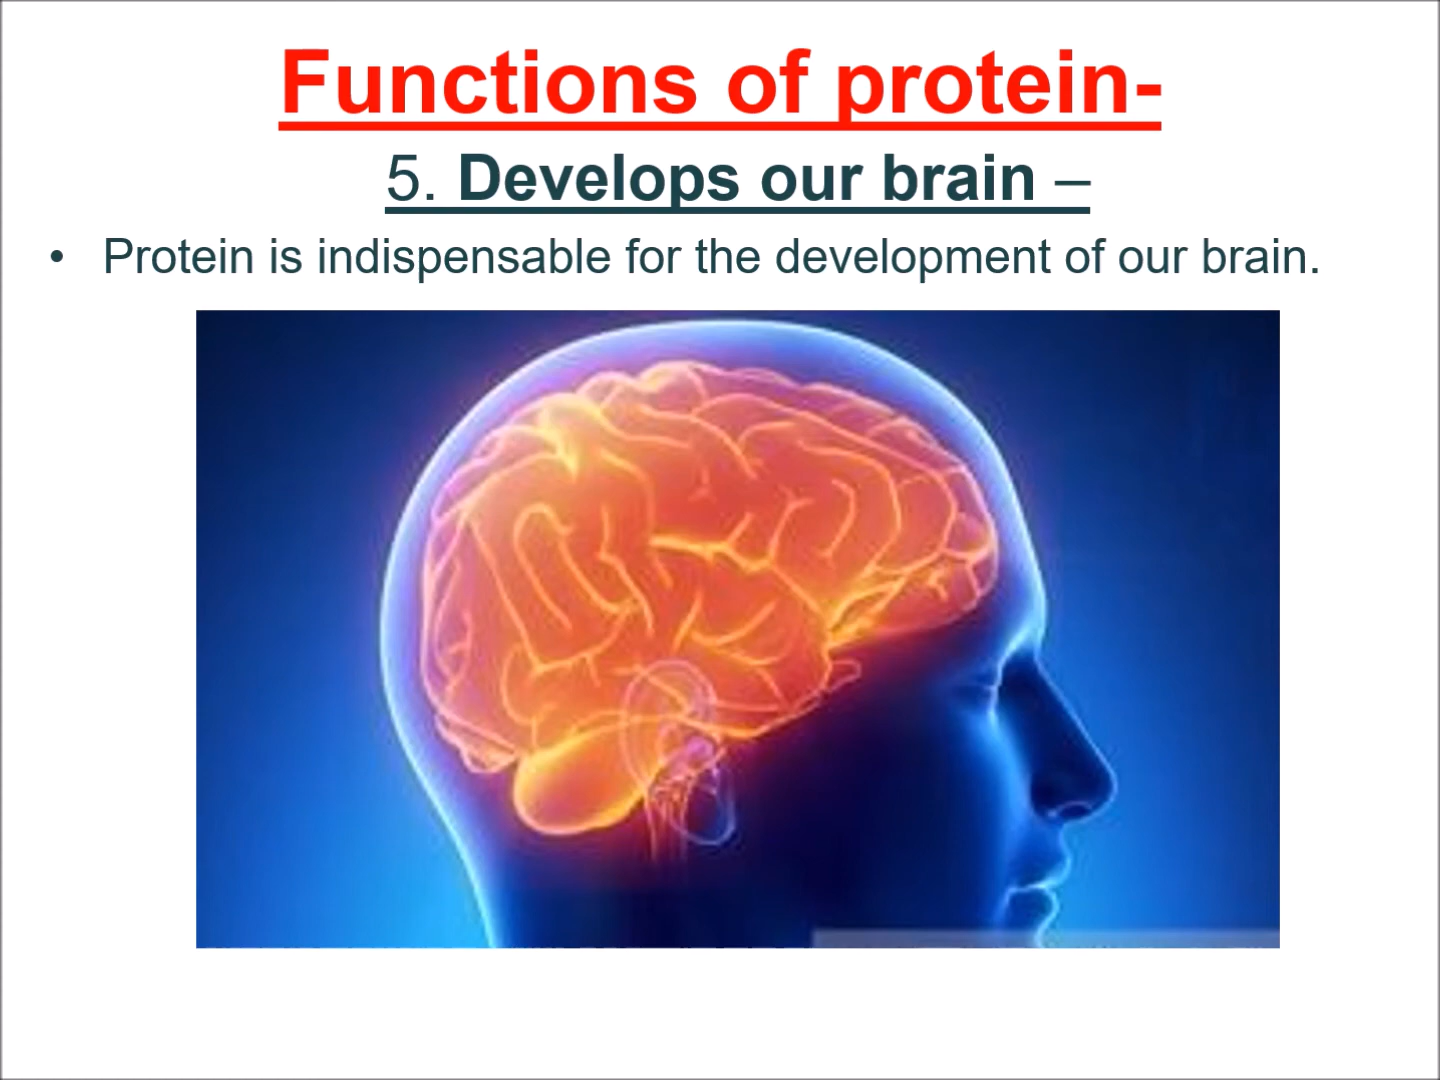 Functions of protein-
5. Develops our brain –
• Protein is indispensable for the development of our brain.